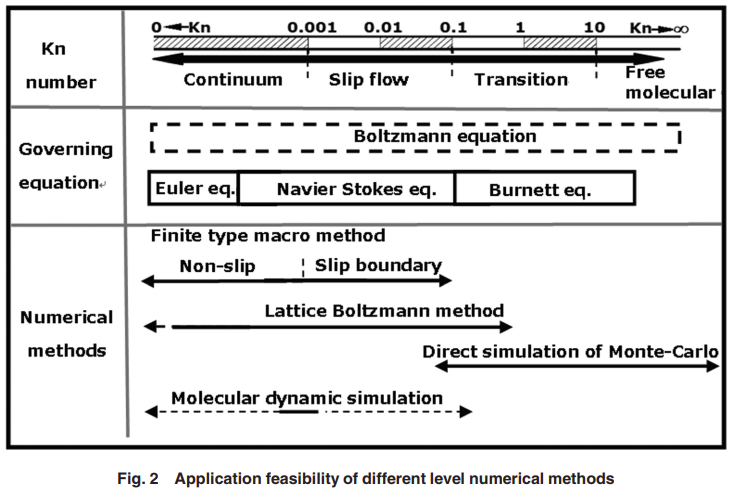 0 ←Kn 0.001 0.01 0.1 1 10 Kn→∞
Kn
number
Continuum Slip flow Transition Free
molecular
Governing
equation
Boltzmann equation
Euler eq. Navier Stokes eq. Burnett eq.
Numerical
methods
Finite type macro method
Non-slip Slip boundary
Lattice Boltzmann method
Direct simulation of Monte-Carlo
Molecular dynamic simulation
Fig. 2 Application feasibility of different level numerical methods